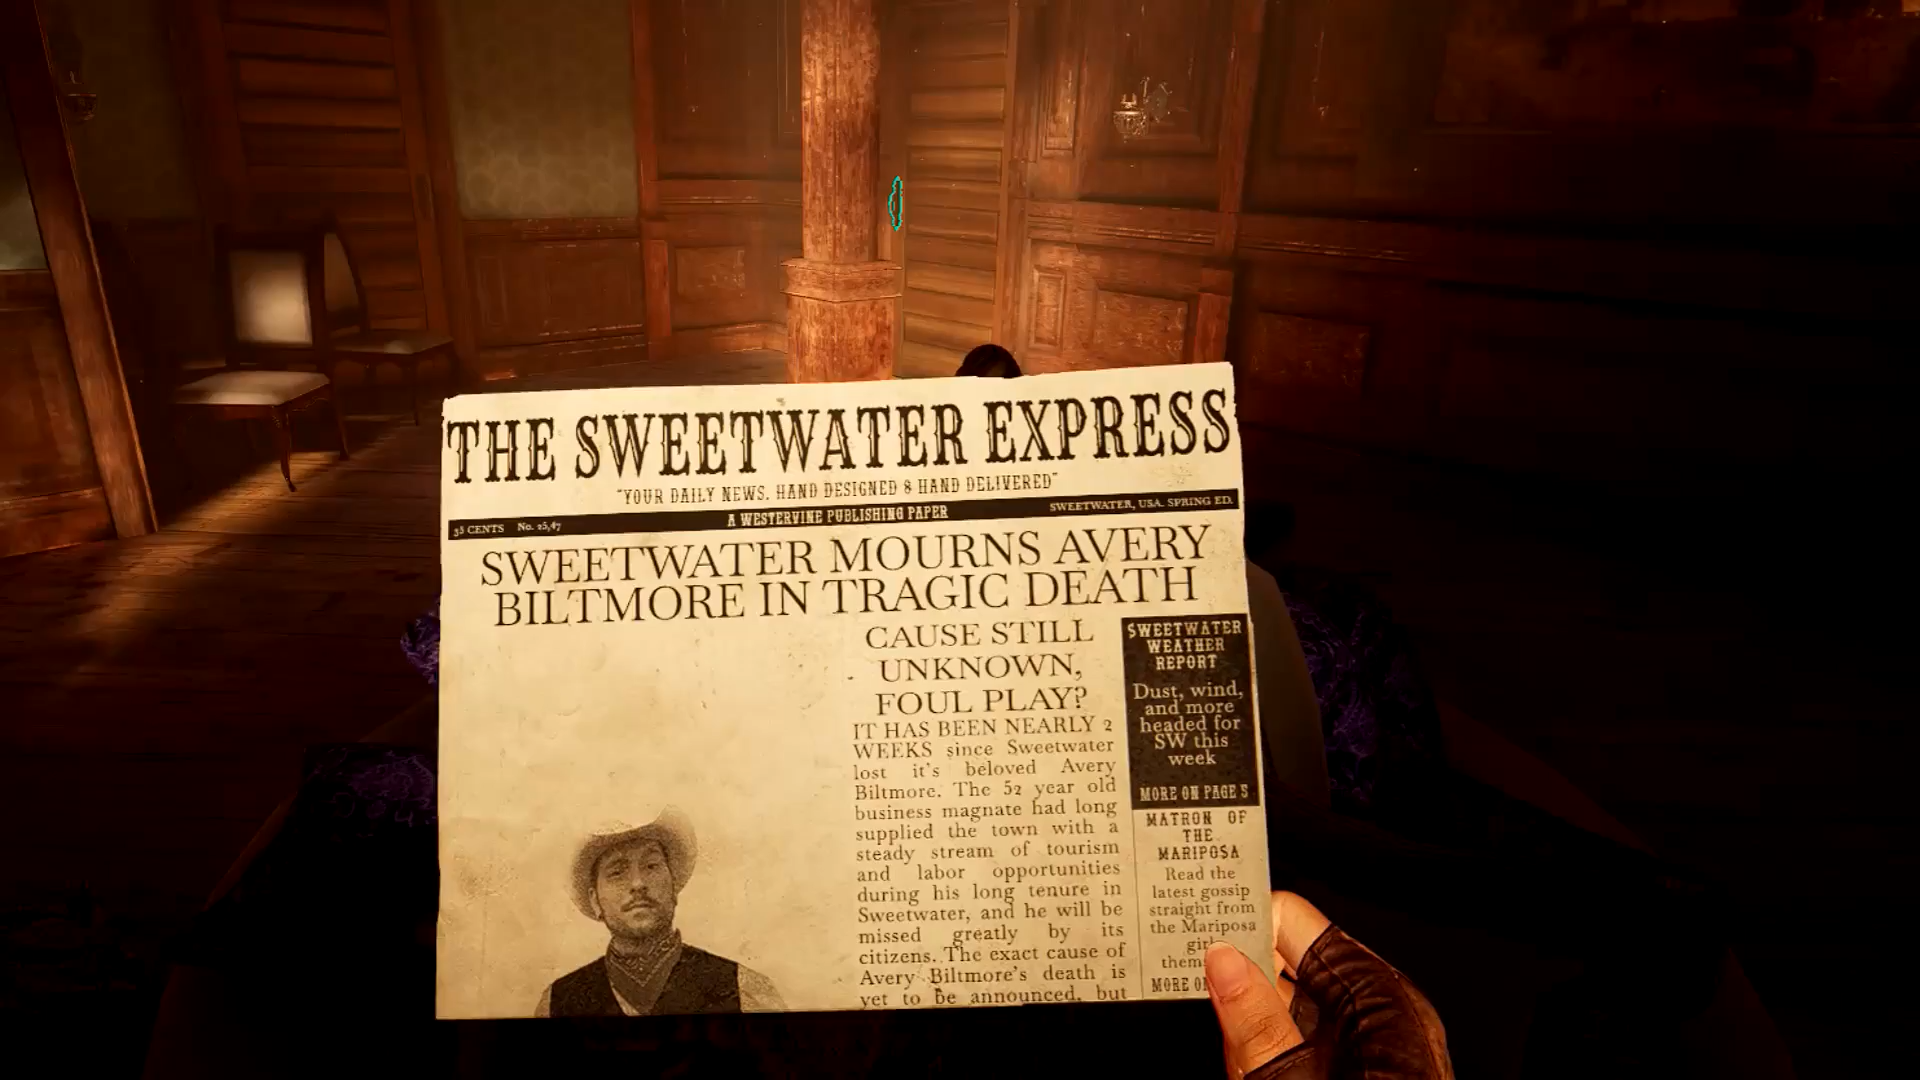 THE SWEETWATER EXPRESS
"YOUR DAILY NEWS, HAND DESIGNED & HAND DELIVERED"
35 CENTS No. 25,47
A WESTERVINE PUBLISHING PAPER
SWEETWATER, USA. SPRING ED.
SWEETWATER MOURNS AVERY
BILTMORE IN TRAGIC DEATH
CAUSE STILL
UNKNOWN,
FOUL PLAY?
IT HAS BEEN NEARLY 2
WEEKS since Sweetwater
lost it's beloved Avery
Biltmore. The 52 year old
business magnate had long
supplied the town with a
steady stream of tourism
and labor opportunities
during his long tenure in
Sweetwater, and he will be
missed greatly by its
citizens. The exact cause of
Avery Biltmore's death is
yet to be announced, but
SWEETWATER
WEATHER
REPORT
Dust, wind,
and more
headed for
SW this
week
MORE ON PAGE 5
MATRON OF
THE
MARIPOSA
Read the
latest gossip
straight from
the Mariposa
MORE